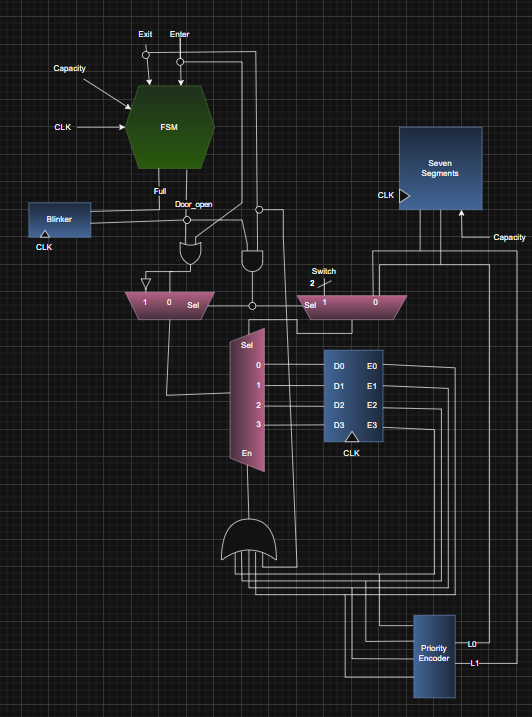 Exit
Enter
Capacity
CLK
FSM
Full
Door_open
Blinker
CLK
Seven
Segments
CLK
Capacity
Switch
2
1
0
Sel
Sel
1
0
Sel
0
1
2
3
En
D0
E0
D1
E1
D2
E2
D3
E3
CLK
Priority
Encoder
L0
L1